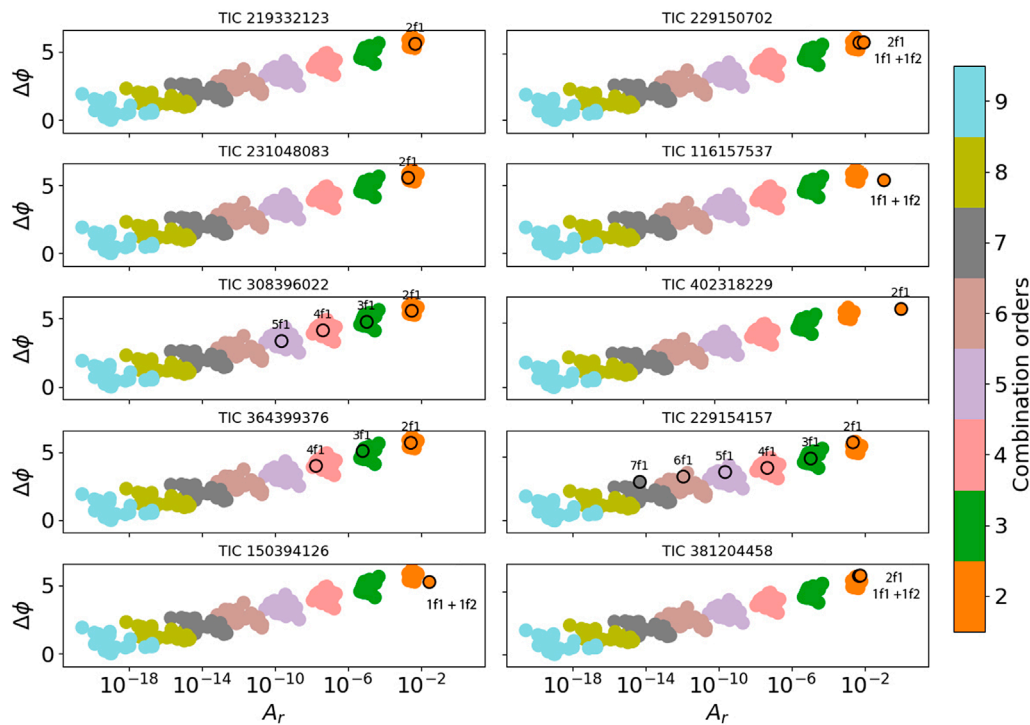 TIC 219332123
2f1
5
0
Δϕ
TIC 229150702
2f1
1f1 +1f2
TIC 231048083
2f1
5
0
Δϕ
TIC 116157537
1f1 + 1f2
TIC 308396022
5f1
4f1
3f1
2f1
5
0
Δϕ
TIC 402318229
2f1
TIC 364399376
4f1
3f1
2f1
5
0
Δϕ
TIC 229154157
7f1
6f1
5f1
4f1
3f1
2f1
TIC 150394126
1f1 + 1f2
5
0
Δϕ
10⁻¹⁸ 10⁻¹⁴ 10⁻¹⁰ 10⁻⁶ 10⁻²
Aᵣ
TIC 381204458
2f1
1f1 +1f2
10⁻¹⁸ 10⁻¹⁴ 10⁻¹⁰ 10⁻⁶ 10⁻²
Aᵣ
9
8
7
6
5
4
3
2
Combination orders